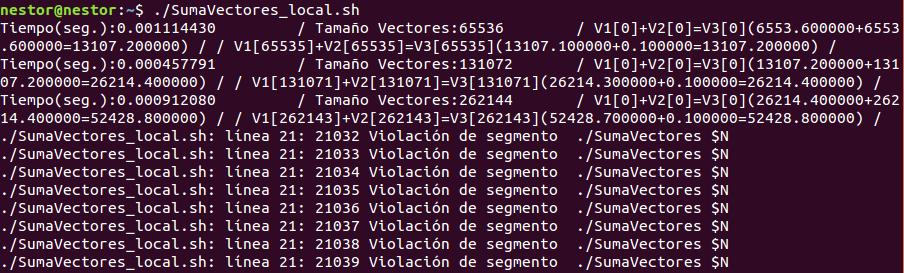 nestor@nestor:~$ ./SumaVectores_local.sh
Tiempo(seg.):0.001114430 / Tamaño Vectores:65536 / V1[0]+V2[0]=V3[0](6553.600000+6553
.600000=13107.200000) / / V1[65535]+V2[65535]=V3[65535](13107.100000+0.100000=13107.200000) /
Tiempo(seg.):0.000457791 / Tamaño Vectores:131072 / V1[0]+V2[0]=V3[0](13107.200000+131
07.200000=26214.400000) / / V1[131071]+V2[131071]=V3[131071](26214.300000+0.100000=26214.400000) /
Tiempo(seg.):0.000912080 / Tamaño Vectores:262144 / V1[0]+V2[0]=V3[0](26214.400000+262
14.400000=52428.800000) / / V1[262143]+V2[262143]=V3[262143](52428.700000+0.100000=52428.800000) /
./SumaVectores_local.sh: línea 21: 21032 Violación de segmento ./SumaVectores $N
./SumaVectores_local.sh: línea 21: 21033 Violación de segmento ./SumaVectores $N
./SumaVectores_local.sh: línea 21: 21034 Violación de segmento ./SumaVectores $N
./SumaVectores_local.sh: línea 21: 21035 Violación de segmento ./SumaVectores $N
./SumaVectores_local.sh: línea 21: 21036 Violación de segmento ./SumaVectores $N
./SumaVectores_local.sh: línea 21: 21037 Violación de segmento ./SumaVectores $N
./SumaVectores_local.sh: línea 21: 21038 Violación de segmento ./SumaVectores $N
./SumaVectores_local.sh: línea 21: 21039 Violación de segmento ./SumaVectores $N